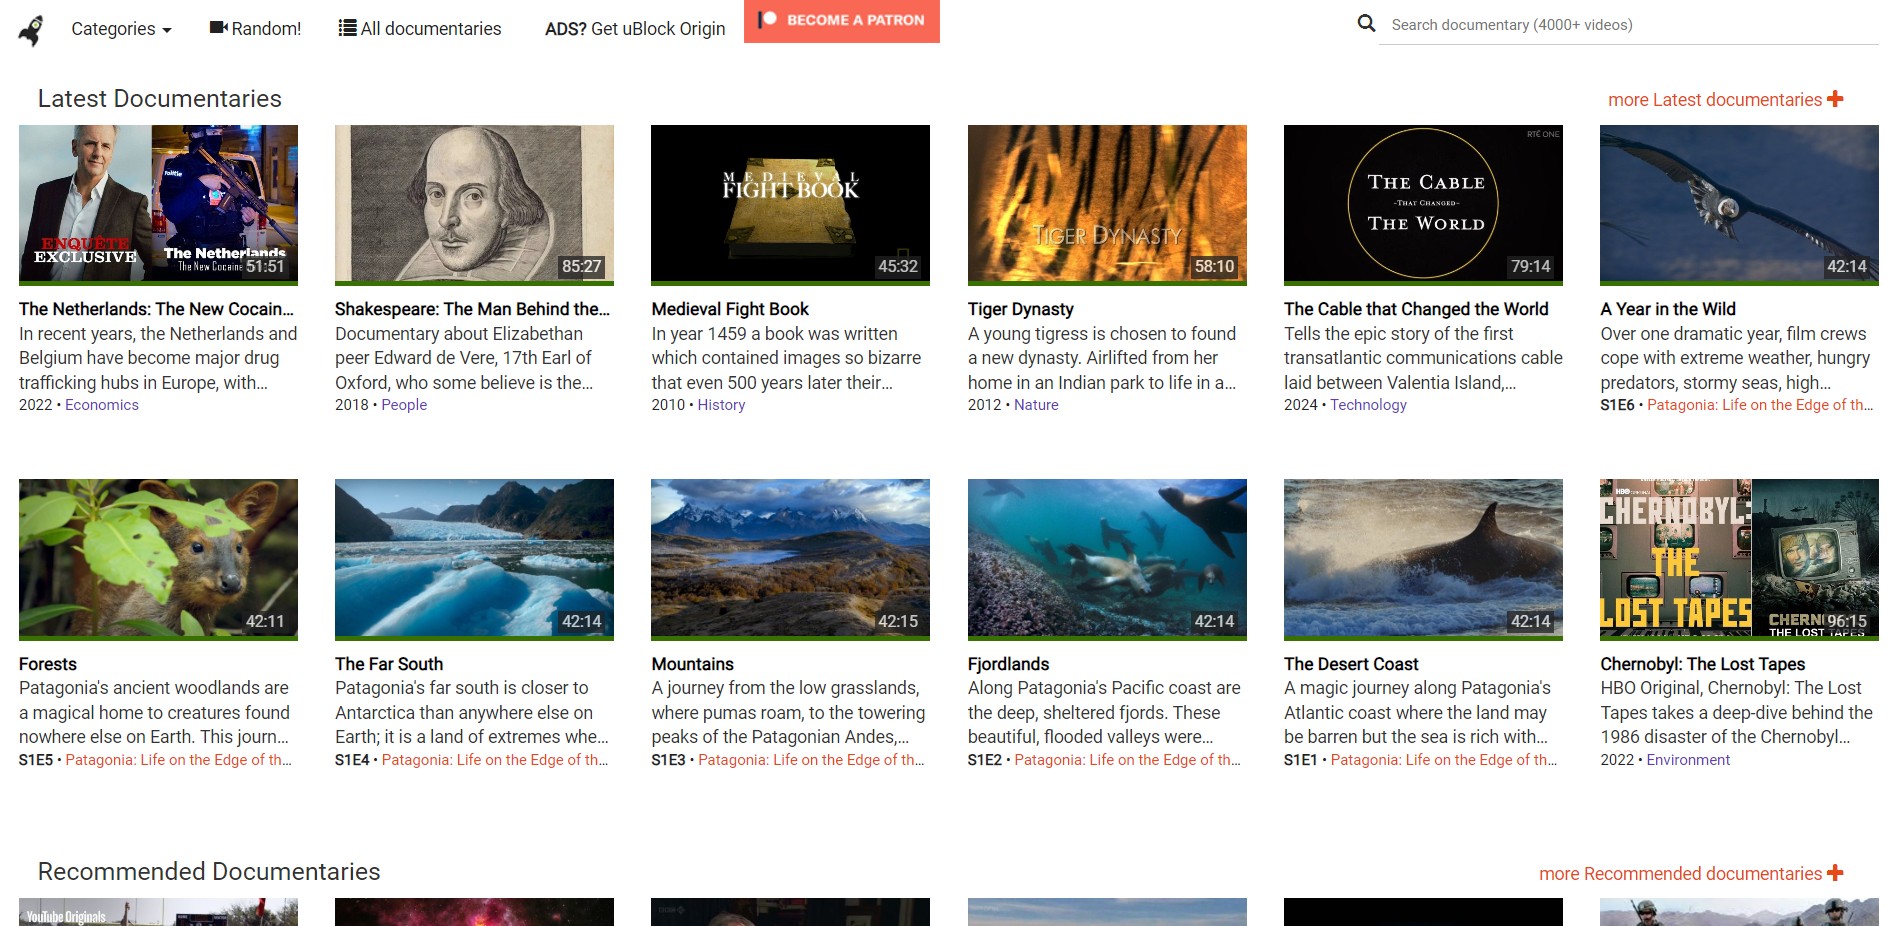 Categories
Random!
All documentaries
ADS? Get uBlock Origin
BECOME A PATRON
Search documentary (4000+ videos)
Latest Documentaries
more Latest documentaries
ENQUÊTE
EXCLUSIVE
Politie
The Netherlands
The New Cocaine
51:51
The Netherlands: The New Cocain...
In recent years, the Netherlands and
Belgium have become major drug
trafficking hubs in Europe, with...
2022 • Economics
85:27
Shakespeare: The Man Behind the...
Documentary about Elizabethan
peer Edward de Vere, 17th Earl of
Oxford, who some believe is the...
2018 • People
MEDIEVAL
FIGHT BOOK
45:32
Medieval Fight Book
In year 1459 a book was written
which contained images so bizarre
that even 500 years later their...
2010 • History
TIGER DYNASTY
58:10
Tiger Dynasty
A young tigress is chosen to found
a new dynasty. Airlifted from her
home in an Indian park to life in a...
2012 • Nature
RTÉ ONE
THE CABLE
-THAT CHANGED-
THE WORLD
79:14
The Cable that Changed the World
Tells the epic story of the first
transatlantic communications cable
laid between Valentia Island,...
2024 • Technology
42:14
A Year in the Wild
Over one dramatic year, film crews
cope with extreme weather, hungry
predators, stormy seas, high...
S1E6 • Patagonia: Life on the Edge of th...
42:11
Forests
Patagonia's ancient woodlands are
a magical home to creatures found
nowhere else on Earth. This journ...
S1E5 • Patagonia: Life on the Edge of th...
42:14
The Far South
Patagonia's far south is closer to
Antarctica than anywhere else on
Earth; it is a land of extremes whe...
S1E4 • Patagonia: Life on the Edge of th...
42:15
Mountains
A journey from the low grasslands,
where pumas roam, to the towering
peaks of the Patagonian Andes,...
S1E3 • Patagonia: Life on the Edge of th...
42:14
Fjordlands
Along Patagonia's Pacific coast are
the deep, sheltered fjords. These
beautiful, flooded valleys were...
S1E2 • Patagonia: Life on the Edge of th...
42:14
The Desert Coast
A magic journey along Patagonia's
Atlantic coast where the land may
be barren but the sea is rich with...
S1E1 • Patagonia: Life on the Edge of th...
HBO ORIGINAL
CHERNOBYL:
THE
LOST TAPES
CHERN
THE LOST TAPES
96:15
Chernobyl: The Lost Tapes
HBO Original, Chernobyl: The Lost
Tapes takes a deep-dive behind the
1986 disaster of the Chernobyl...
2022 • Environment
Recommended Documentaries
more Recommended documentaries
YouTube Originals